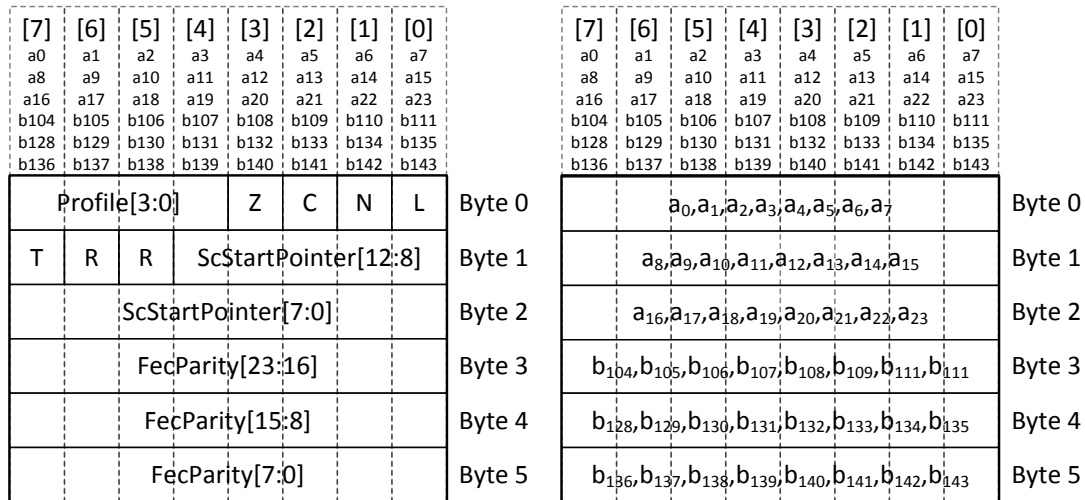 [7] [6] [5] [4] [3] [2] [1] [0]
a0 a1 a2 a3 a4 a5 a6 a7
a8 a9 a10 a11 a12 a13 a14 a15
a16 a17 a18 a19 a20 a21 a22 a23
b104 b105 b106 b107 b108 b109 b110 b111
b128 b129 b130 b131 b132 b133 b134 b135
b136 b137 b138 b139 b140 b141 b142 b143
Profile[3:0] Z C N L Byte 0
T R R ScStartPointer[12:8] Byte 1
ScStartPointer[7:0] Byte 2
FecParity[23:16] Byte 3
FecParity[15:8] Byte 4
FecParity[7:0] Byte 5
[7] [6] [5] [4] [3] [2] [1] [0]
a0 a1 a2 a3 a4 a5 a6 a7
a8 a9 a10 a11 a12 a13 a14 a15
a16 a17 a18 a19 a20 a21 a22 a23
b104 b105 b106 b107 b108 b109 b110 b111
b128 b129 b130 b131 b132 b133 b134 b135
b136 b137 b138 b139 b140 b141 b142 b143
a0,a1,a2,a3,a4,a5,a6,a7 Byte 0
a8,a9,a10,a11,a12,a13,a14,a15 Byte 1
a16,a17,a18,a19,a20,a21,a22,a23 Byte 2
b104,b105,b106,b107,b108,b109,b111,b111 Byte 3
b128,b129,b130,b131,b132,b133,b134,b135 Byte 4
b136,b137,b138,b139,b140,b141,b142,b143 Byte 5